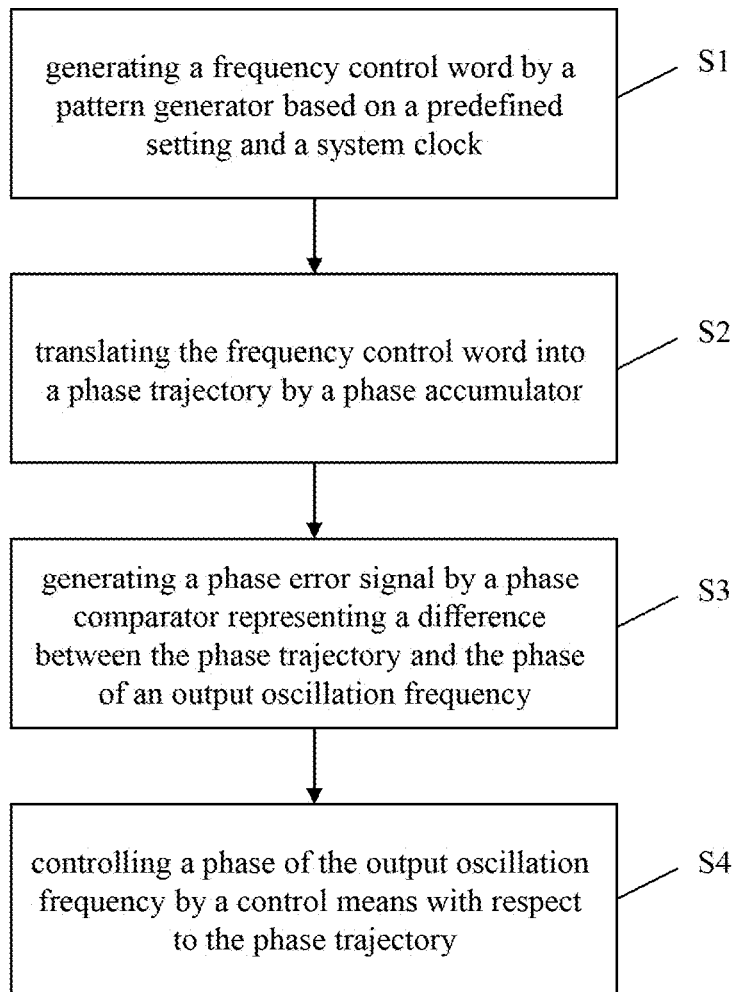 generating a frequency control word by a
pattern generator based on a predefined
setting and a system clock
S1
translating the frequency control word into
a phase trajectory by a phase accumulator
S2
generating a phase error signal by a phase
comparator representing a difference
between the phase trajectory and the phase
of an output oscillation frequency
S3
controlling a phase of the output oscillation
frequency by a control means with respect
to the phase trajectory
S4